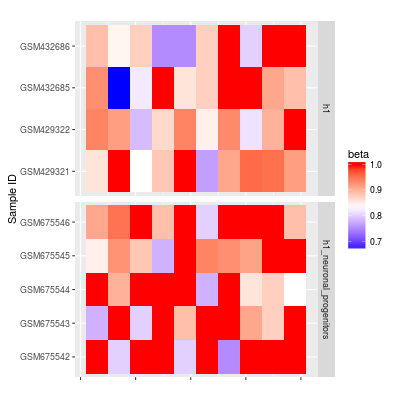 GSM432686
GSM432685
GSM429322
GSM429321
h1
GSM675546
GSM675545
GSM675544
GSM675543
GSM675542
h1_neuronal_progenitors
Sample ID
beta
1.0
0.9
0.8
0.7